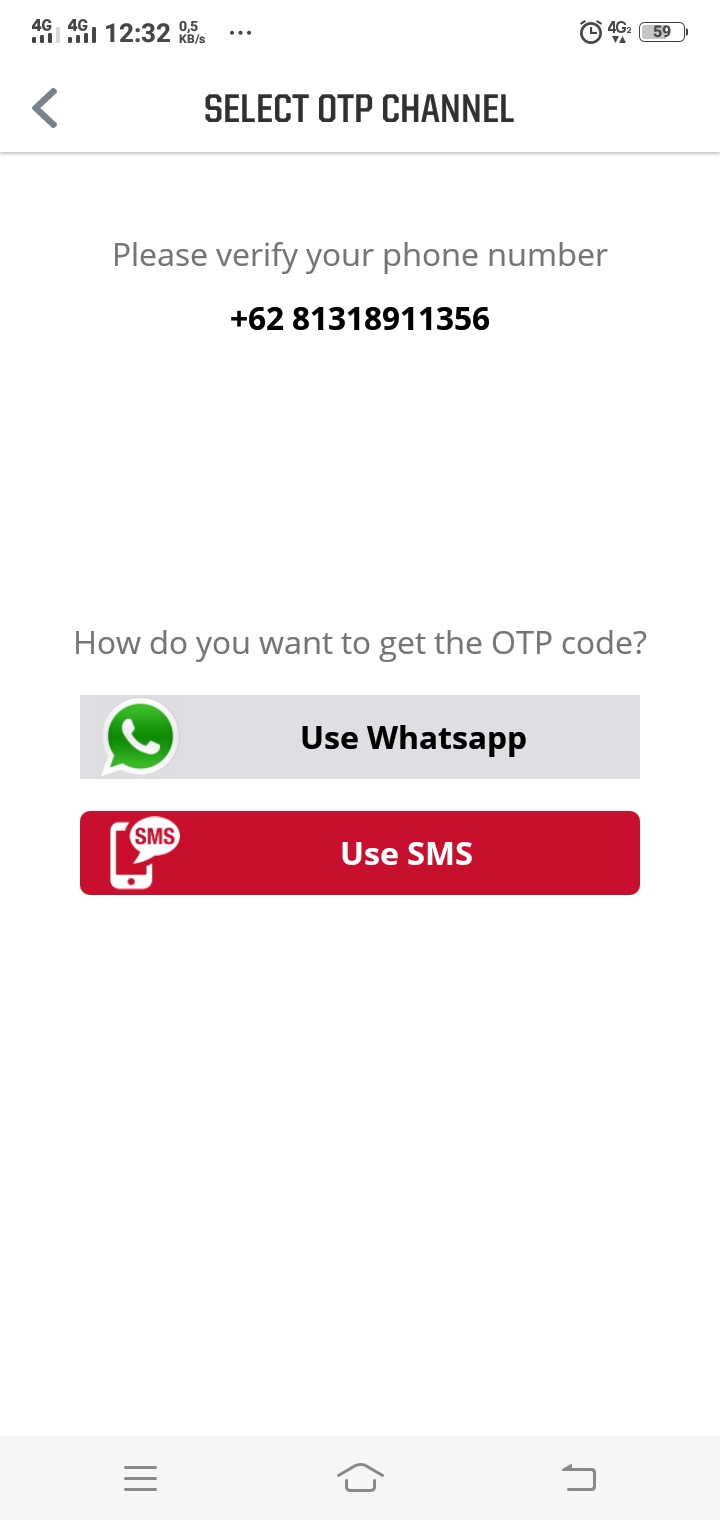 4G 4G 12:32 0,5 KB/s ... 4G2 59
SELECT OTP CHANNEL
Please verify your phone number
+62 81318911356
How do you want to get the OTP code?
Use Whatsapp
SMS Use SMS